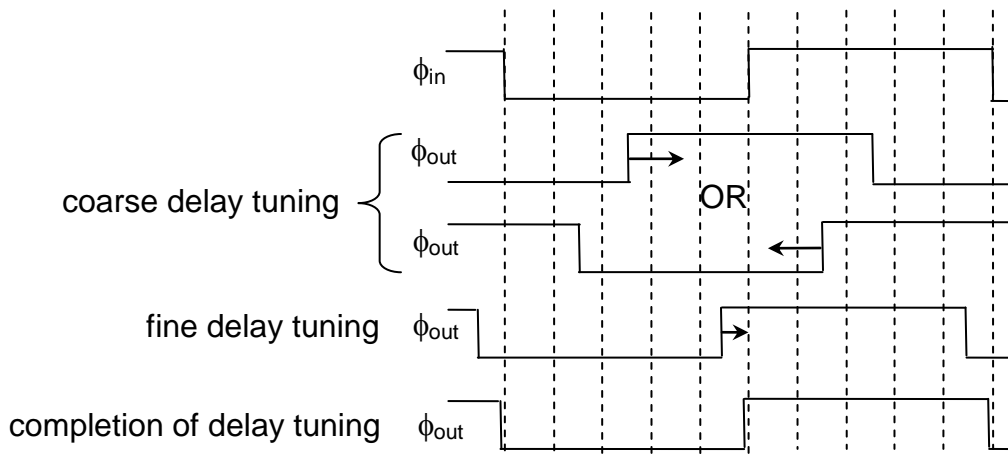 ϕin
ϕout
coarse delay tuning
OR
ϕout
fine delay tuning ϕout
completion of delay tuning ϕout